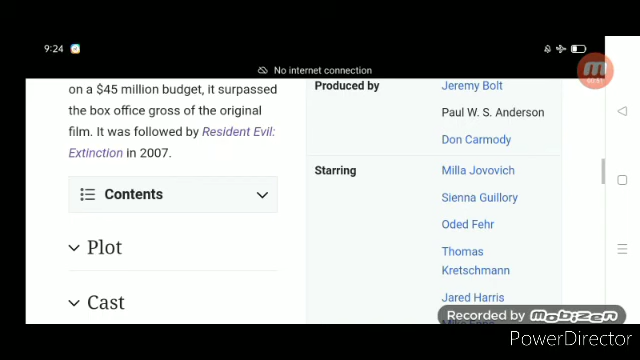 9:24
No internet connection
on a $45 million budget, it surpassed
the box office gross of the original
film. It was followed by Resident Evil:
Extinction in 2007.
Contents
Plot
Cast
Produced by
Jeremy Bolt
Paul W. S. Anderson
Don Carmody
Starring
Milla Jovovich
Sienna Guillory
Oded Fehr
Thomas
Kretschmann
Jared Harris
Recorded by Mobizen
PowerDirector